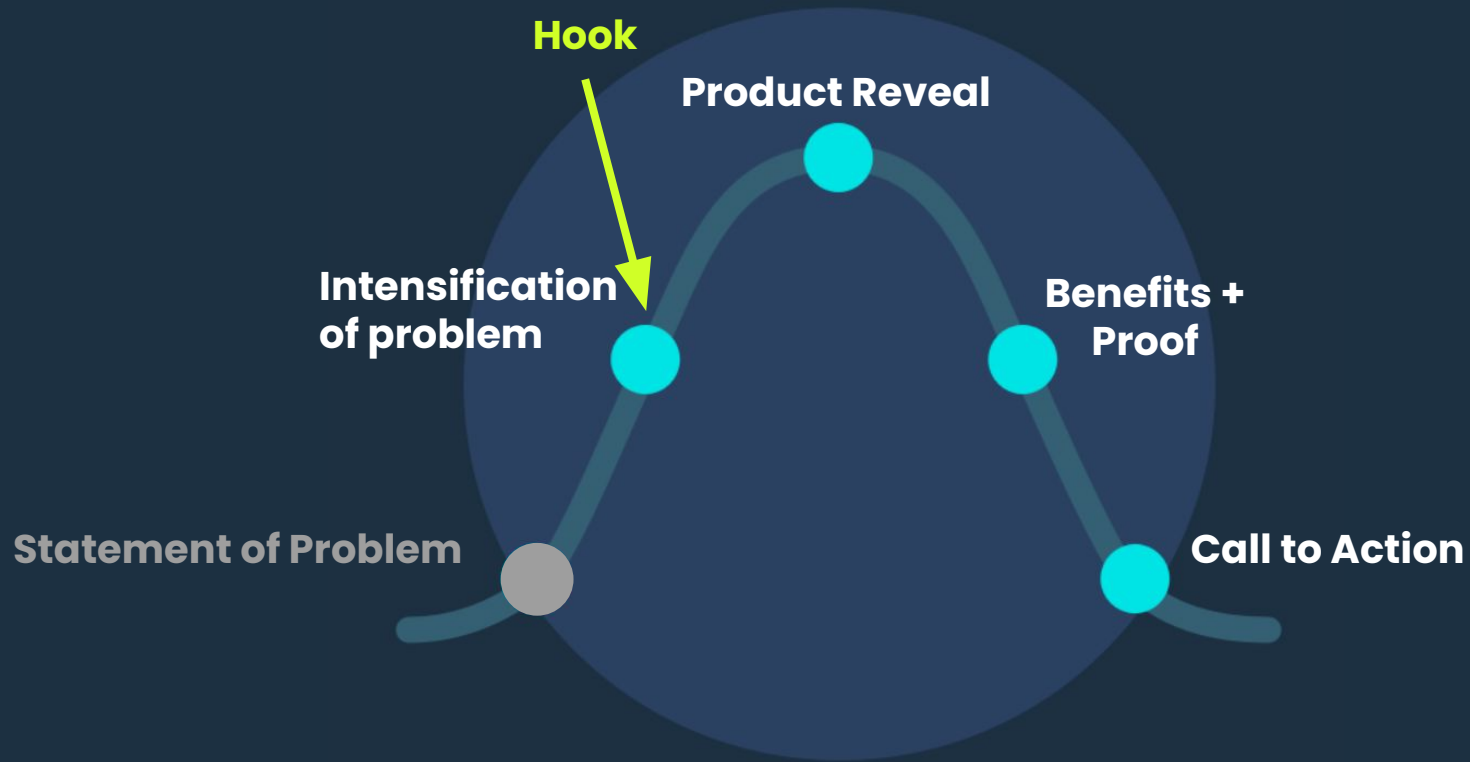 Hook
Product Reveal
Intensification
of problem
Benefits +
Proof
Statement of Problem
Call to Action